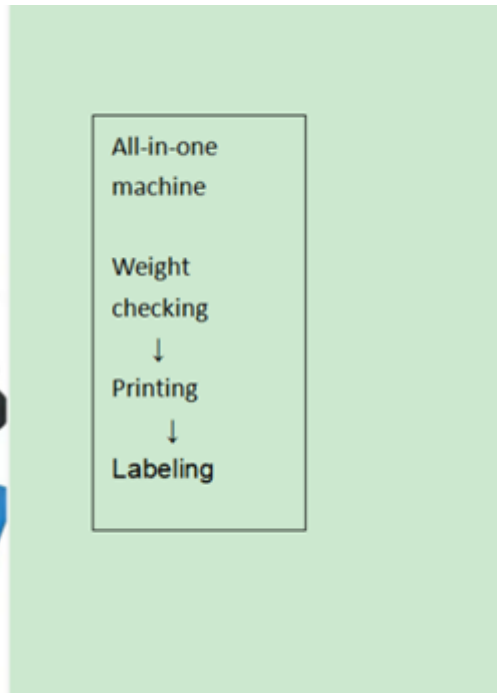 All-in-one
machine
Weight
checking
↓
Printing
↓
Labeling